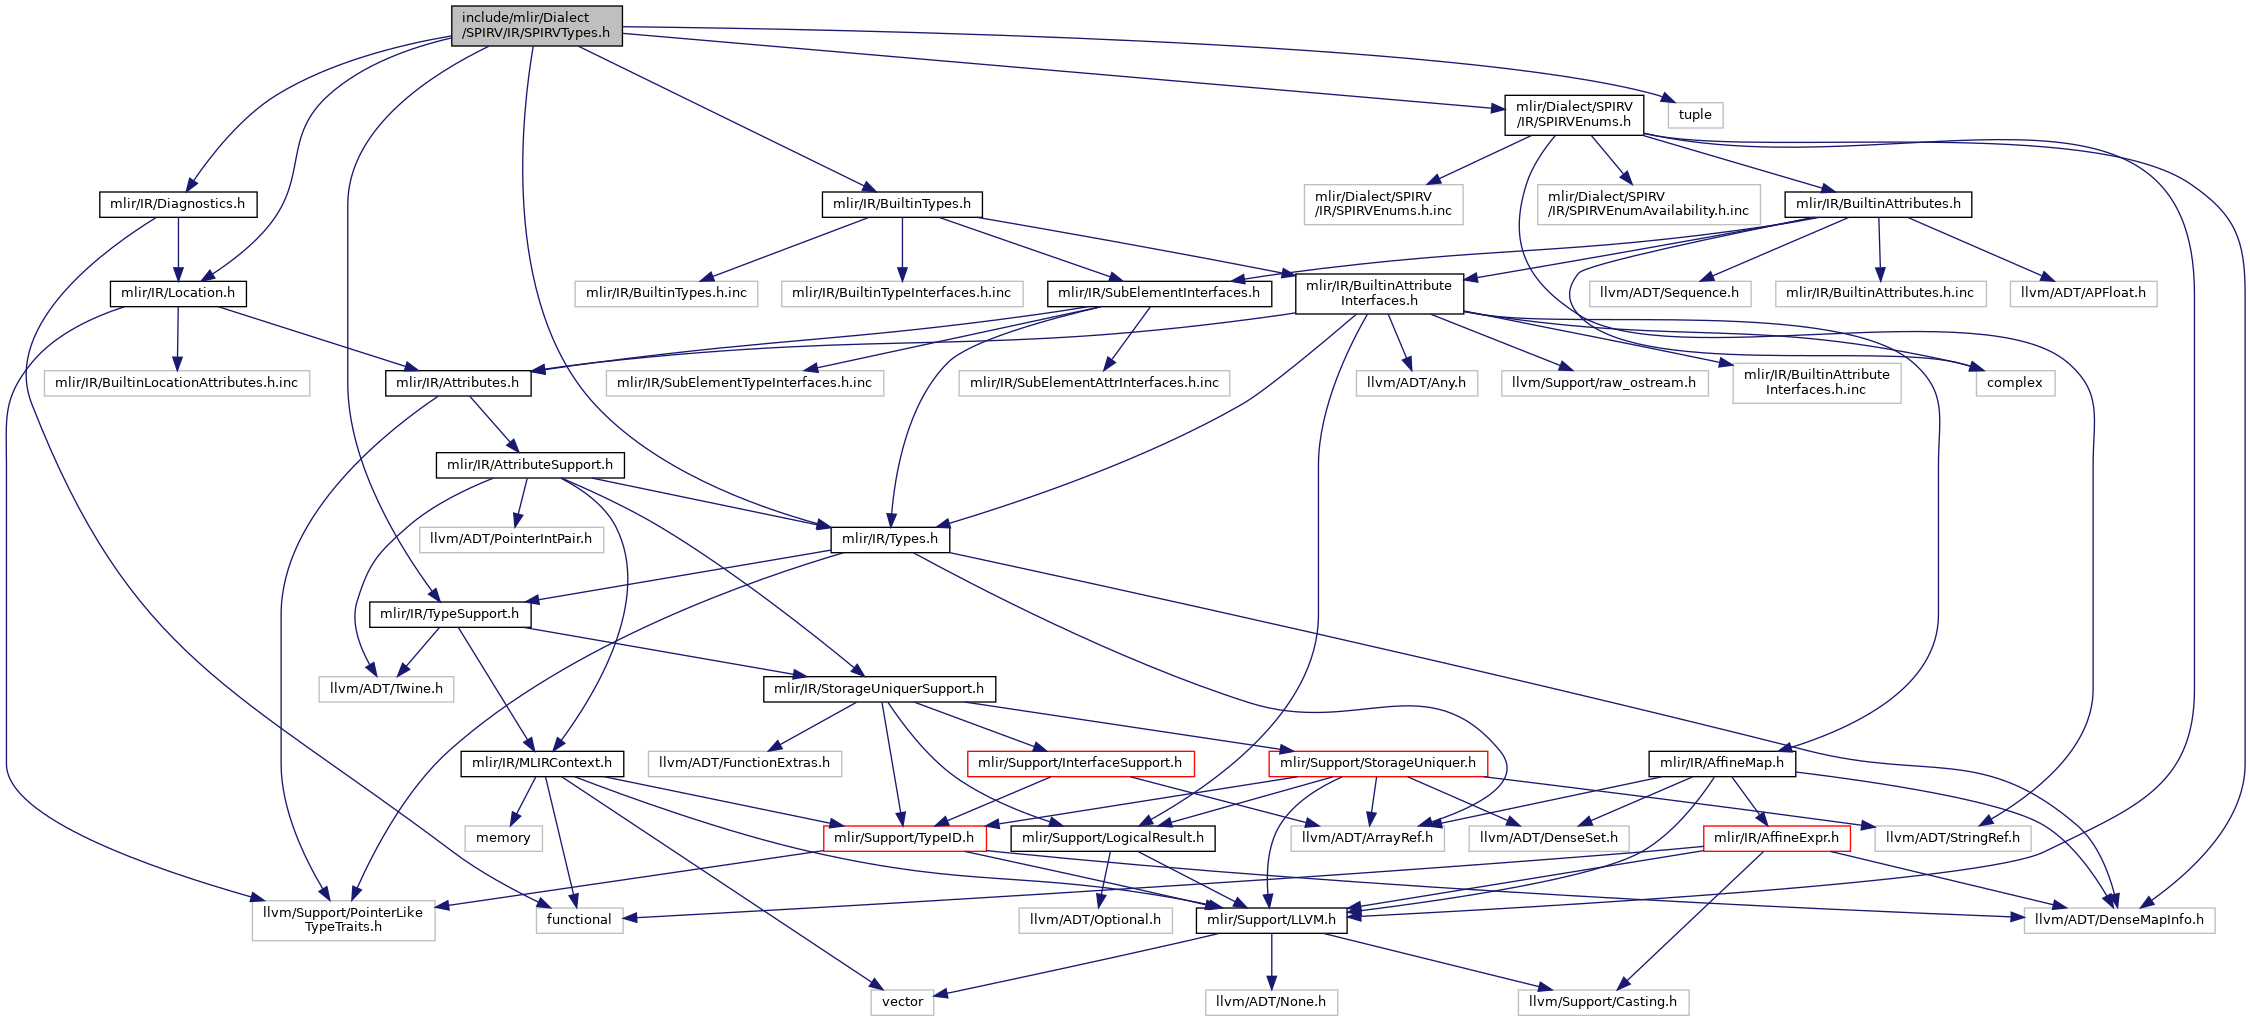 include/mlir/Dialect
/SPIRV/IR/SPIRVTypes.h
mlir/Dialect/SPIRV
/IR/SPIRVEnums.h
tuple
mlir/IR/Diagnostics.h
mlir/IR/BuiltinTypes.h
mlir/Dialect/SPIRV
/IR/SPIRVEnums.h.inc
mlir/Dialect/SPIRV
/IR/SPIRVEnumAvailability.h.inc
mlir/IR/BuiltinAttributes.h
mlir/IR/Location.h
mlir/IR/BuiltinTypes.h.inc
mlir/IR/BuiltinTypeInterfaces.h.inc
mlir/IR/SubElementInterfaces.h
mlir/IR/BuiltinAttribute
Interfaces.h
llvm/ADT/Sequence.h
mlir/IR/BuiltinAttributes.h.inc
llvm/ADT/APFloat.h
mlir/IR/BuiltinLocationAttributes.h.inc
mlir/IR/Attributes.h
mlir/IR/SubElementTypeInterfaces.h.inc
mlir/IR/SubElementAttrInterfaces.h.inc
llvm/ADT/Any.h
llvm/Support/raw_ostream.h
mlir/IR/BuiltinAttribute
Interfaces.h.inc
complex
mlir/IR/AttributeSupport.h
llvm/ADT/PointerIntPair.h
mlir/IR/Types.h
mlir/IR/TypeSupport.h
llvm/ADT/Twine.h
mlir/IR/StorageUniquerSupport.h
mlir/IR/MLIRContext.h
llvm/ADT/FunctionExtras.h
mlir/Support/InterfaceSupport.h
mlir/Support/StorageUniquer.h
mlir/IR/AffineMap.h
memory
mlir/Support/TypeID.h
mlir/Support/LogicalResult.h
llvm/ADT/ArrayRef.h
llvm/ADT/DenseSet.h
mlir/IR/AffineExpr.h
llvm/ADT/StringRef.h
llvm/Support/PointerLike
TypeTraits.h
functional
llvm/ADT/Optional.h
mlir/Support/LLVM.h
llvm/ADT/DenseMapInfo.h
vector
llvm/ADT/None.h
llvm/Support/Casting.h